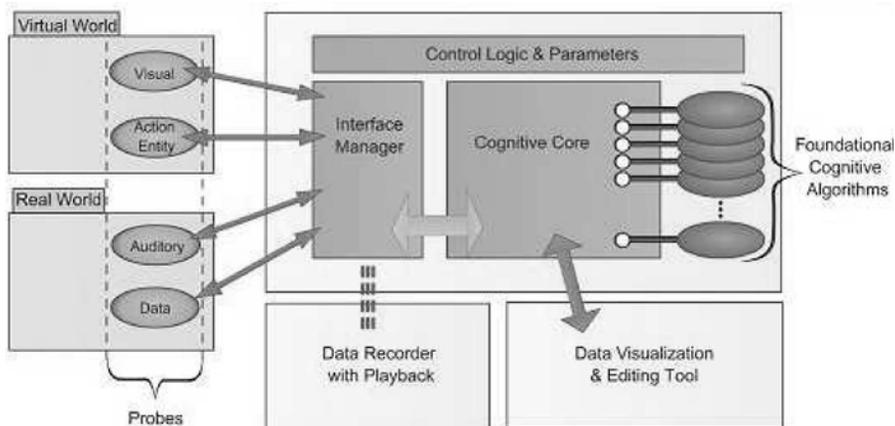 Virtual World
Visual
Action
Entity
Real World
Auditory
Data
Probes
Control Logic & Parameters
Interface
Manager
Cognitive Core
Foundational
Cognitive
Algorithms
Data Recorder
with Playback
Data Visualization
& Editing Tool